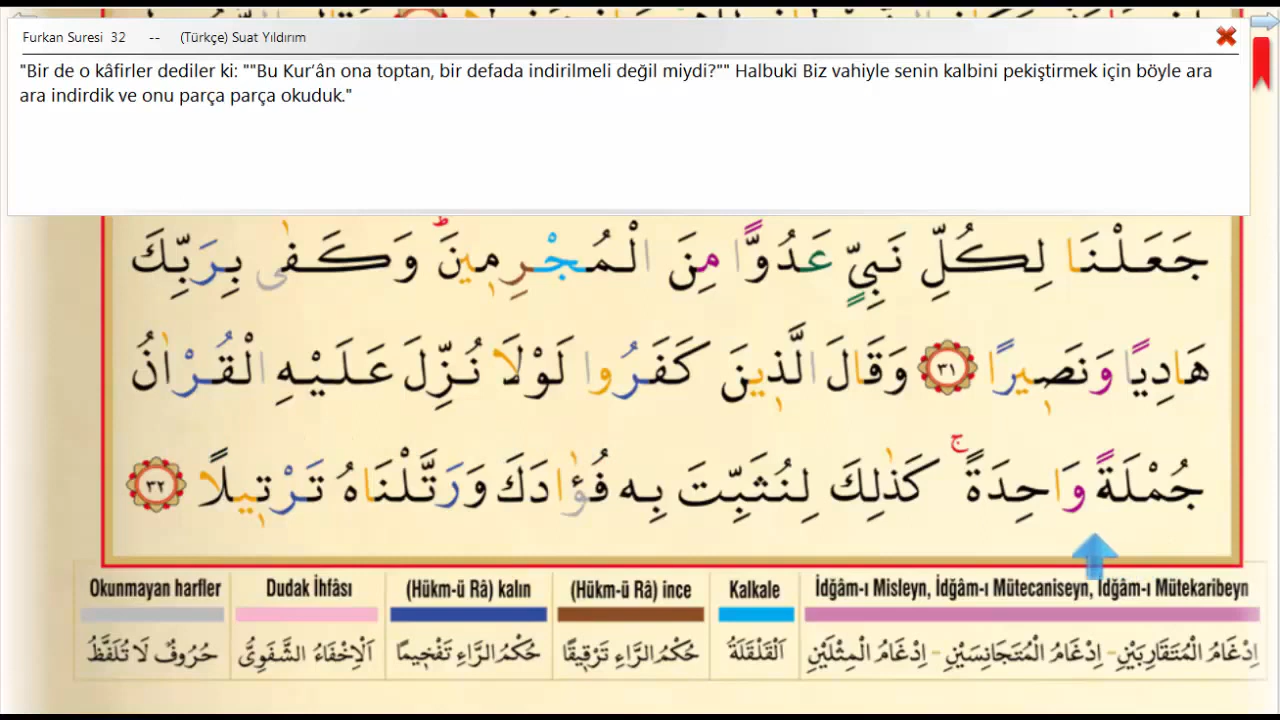 Furkan Suresi 32 -- (Türkçe) Suat Yıldırım
"Bir de o kâfirler dediler ki: ""Bu Kur’ân ona toptan, bir defada indirilmeli değil miydi?"" Halbuki Biz vahiyle senin kalbini pekiştirmek için böyle ara
ara indirdik ve onu parça parça okuduk."
جَعَلْنَا لِكُلِّ نَبِيٍّ عَدُوًّا مِنَ الْمُجْرِم۪ينَۜ وَكَفٰى بِرَبِّكَ
هَادِيًا وَنَص۪يرًا ﴿٣١﴾ وَقَالَ الَّذ۪ينَ كَفَرُوا لَوْلَا نُزِّلَ عَلَيْهِ الْقُرْاٰنُ
جُمْلَةً وَاحِدَةًۚ كَذٰلِكَ لِنُثَبِّتَ بِه۪ فُؤٰادَكَ وَرَتَّلْنَاهُ تَرْت۪يلًا ﴿٣٢﴾
Okunmayan harfler Dudak İhfâsı (Hükm-ü Râ) kalın (Hükm-ü Râ) ince Kalkale İdğâm-ı Misleyn, İdğâm-ı Mütecaniseyn, İdğâm-ı Mütekaribeyn
حُرُوفٌ لَا تُلَفَّظُ اَلْاِخْفَاءُ الشَّفَوِيُّ حُكْمُ الرَّاءِ تَفْخ۪يمًا حُكْمُ الرَّاءِ تَرْق۪يقًا اَلْقَلْقَلَةُ اِدْغَامُ الْمُتَقَارِبَيْنِ - اِدْغَامُ الْمُتَجَانِسَيْنِ - اِدْغَامُ الْمِثْلَيْنِ